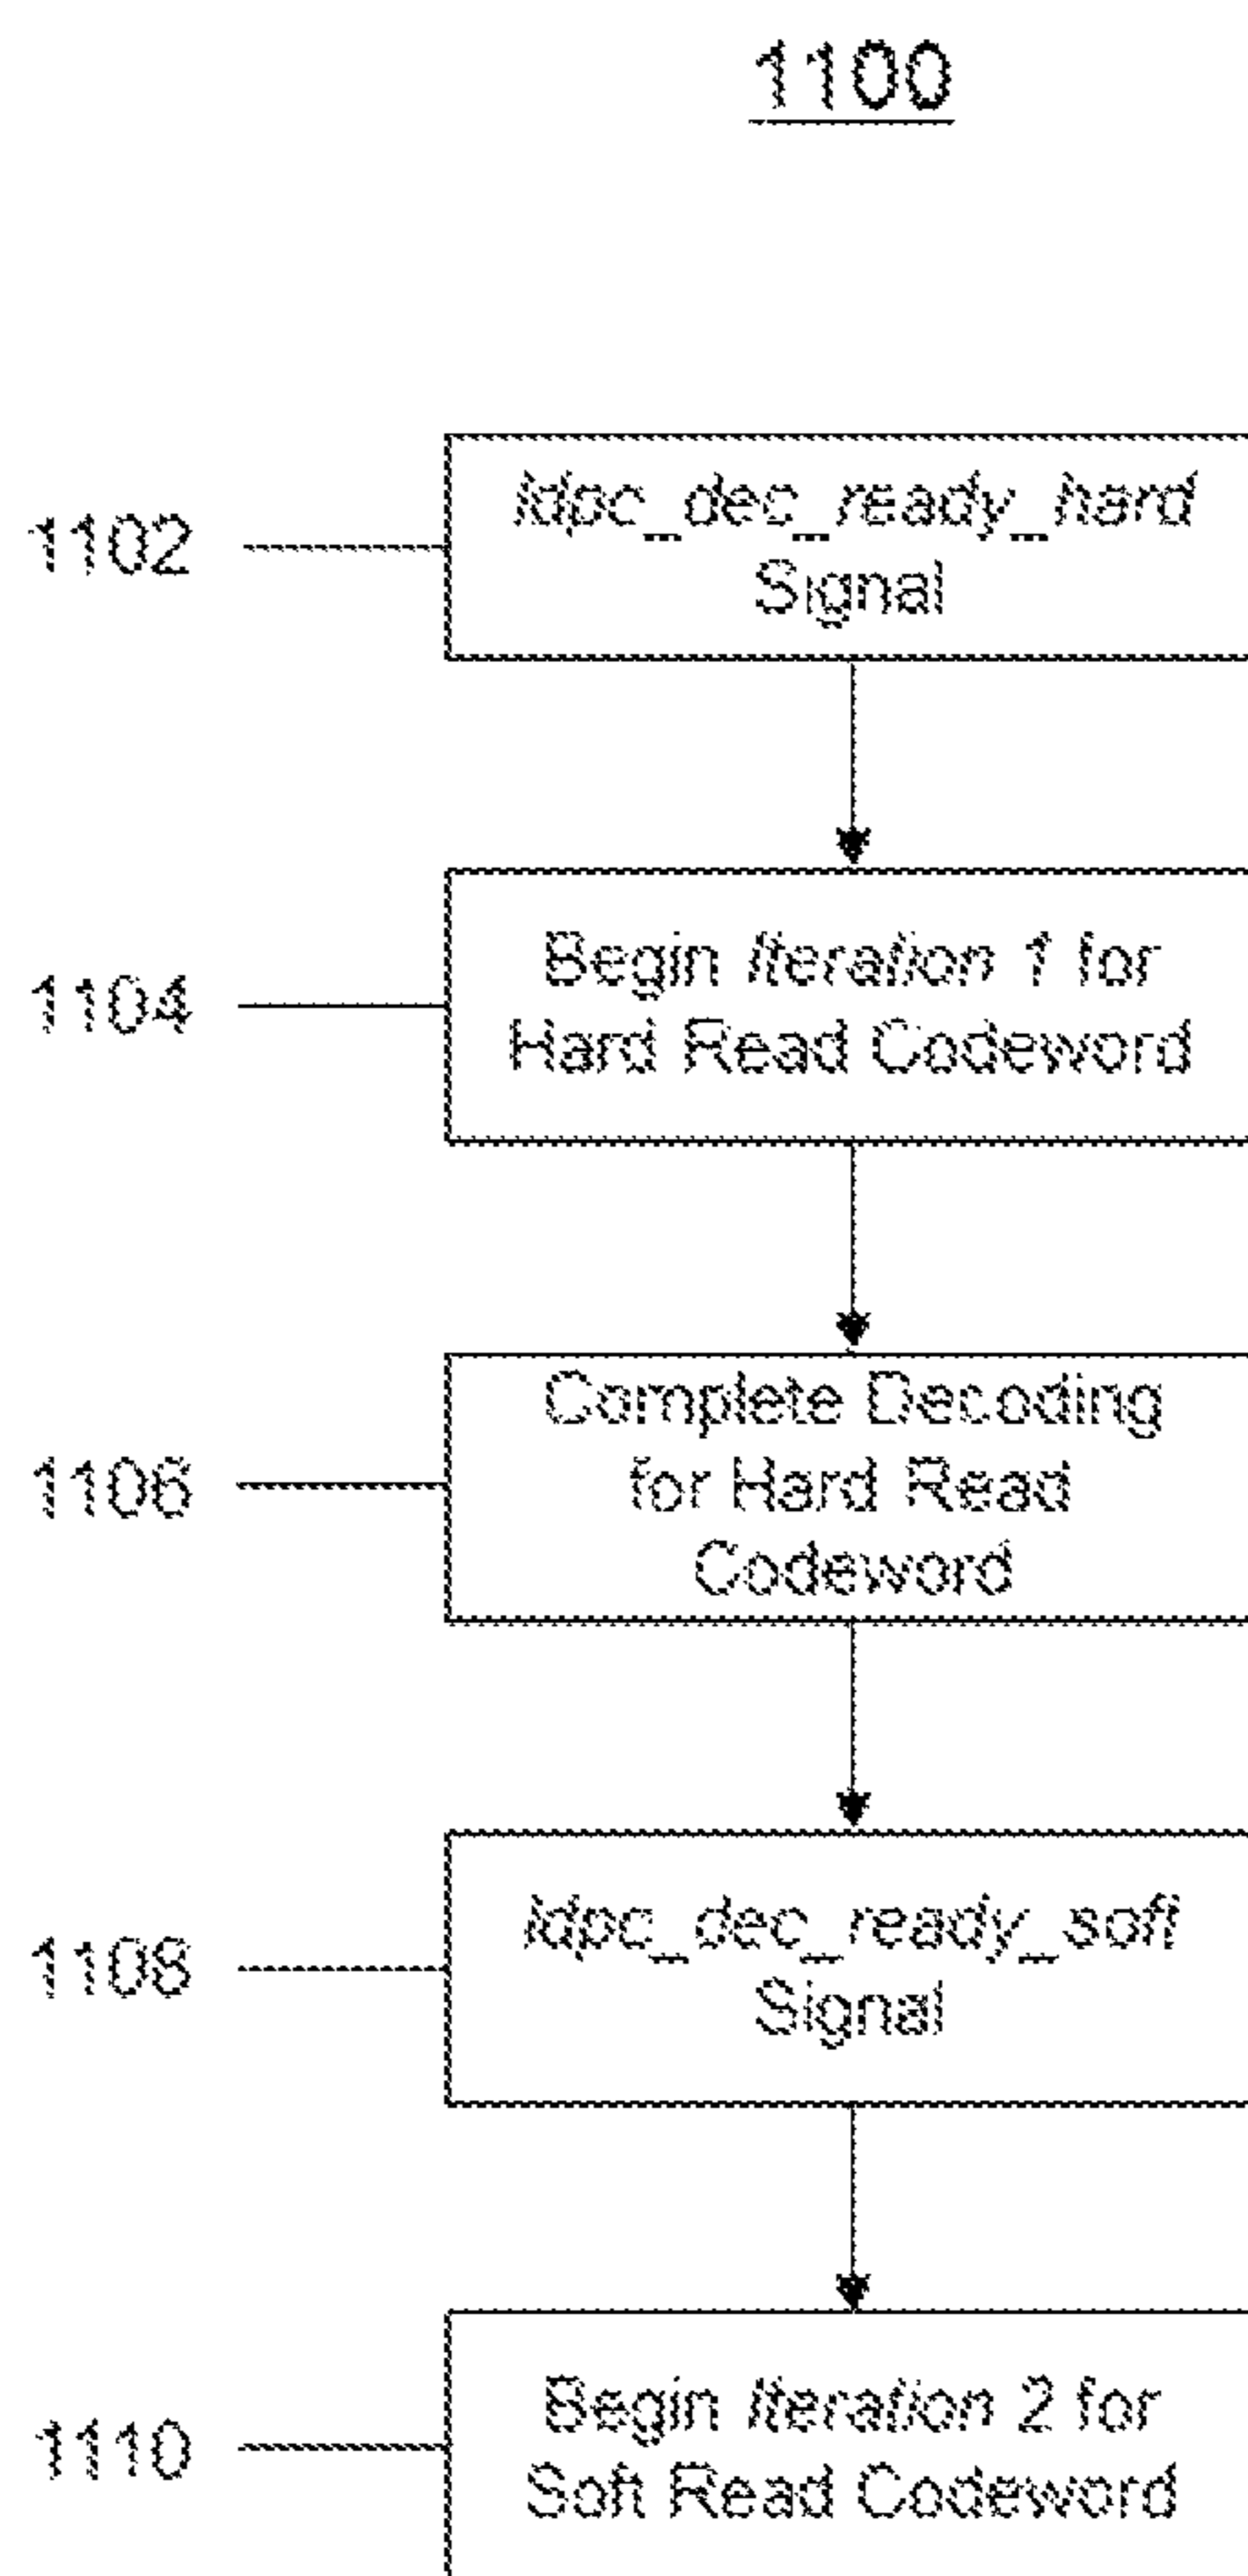 1100
1102
ldpc_dec_ready_hard
Signal
1104
Begin Iteration 1 for
Hard Read Codeword
1106
Complete Decoding
for Hard Read
Codeword
1108
ldpc_dec_ready_soft
Signal
1110
Begin Iteration 2 for
Soft Read Codeword